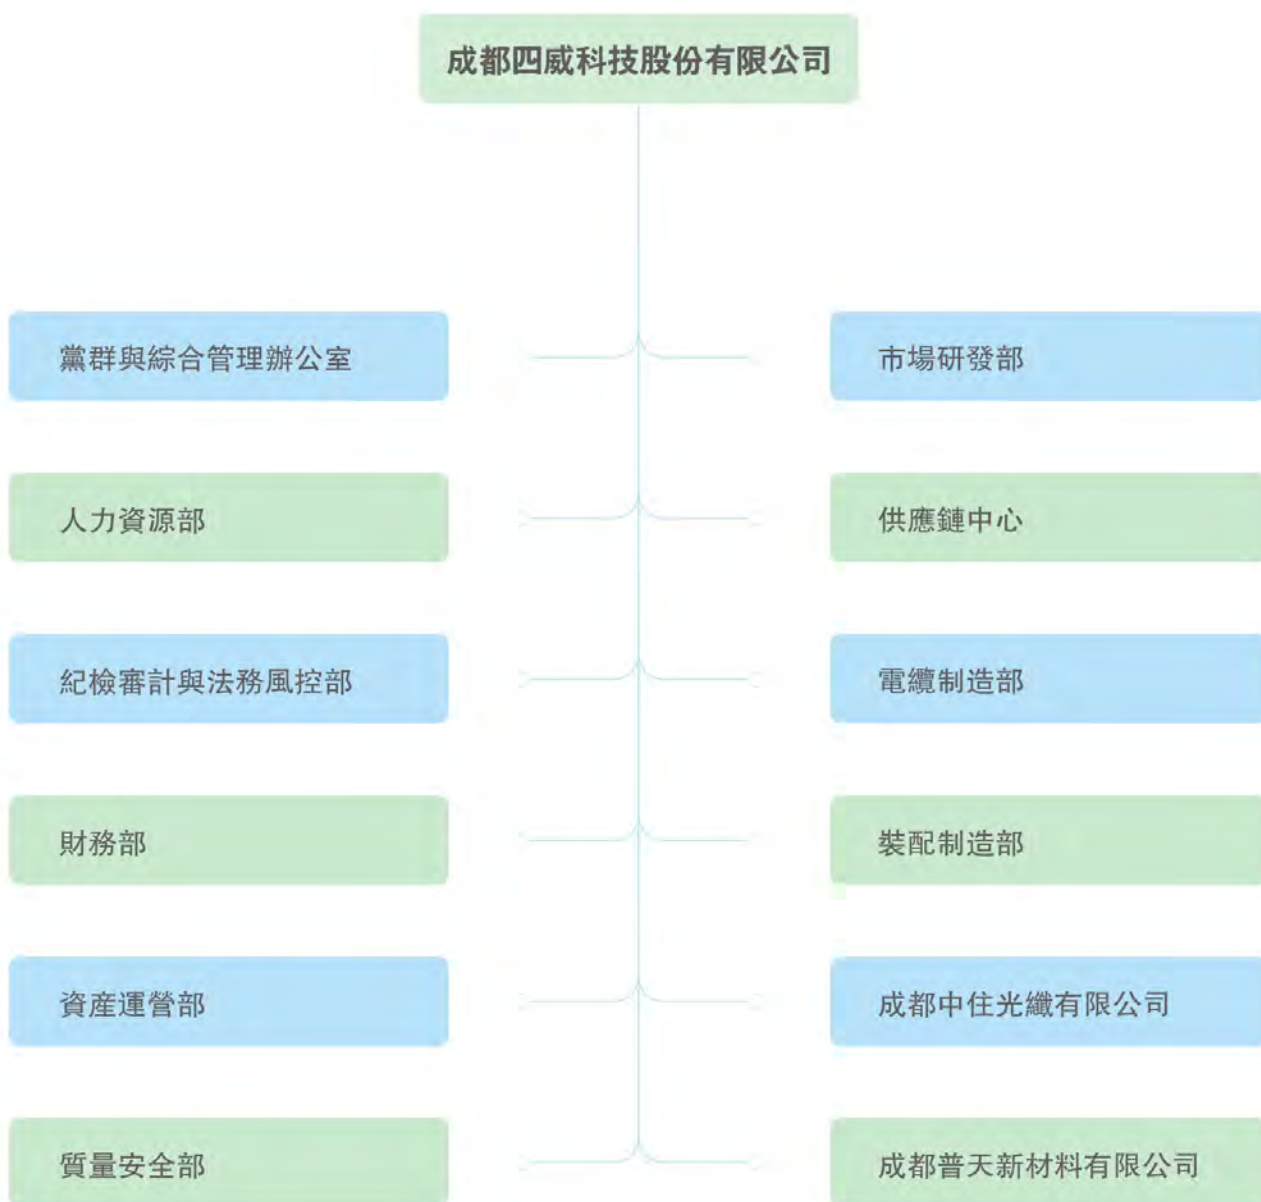 成都四威科技股份有限公司
黨群與綜合管理辦公室
市場研發部
人力資源部
供應鏈中心
紀檢審計與法務風控部
電纜制造部
財務部
裝配制造部
資産運營部
成都中住光纖有限公司
質量安全部
成都普天新材料有限公司